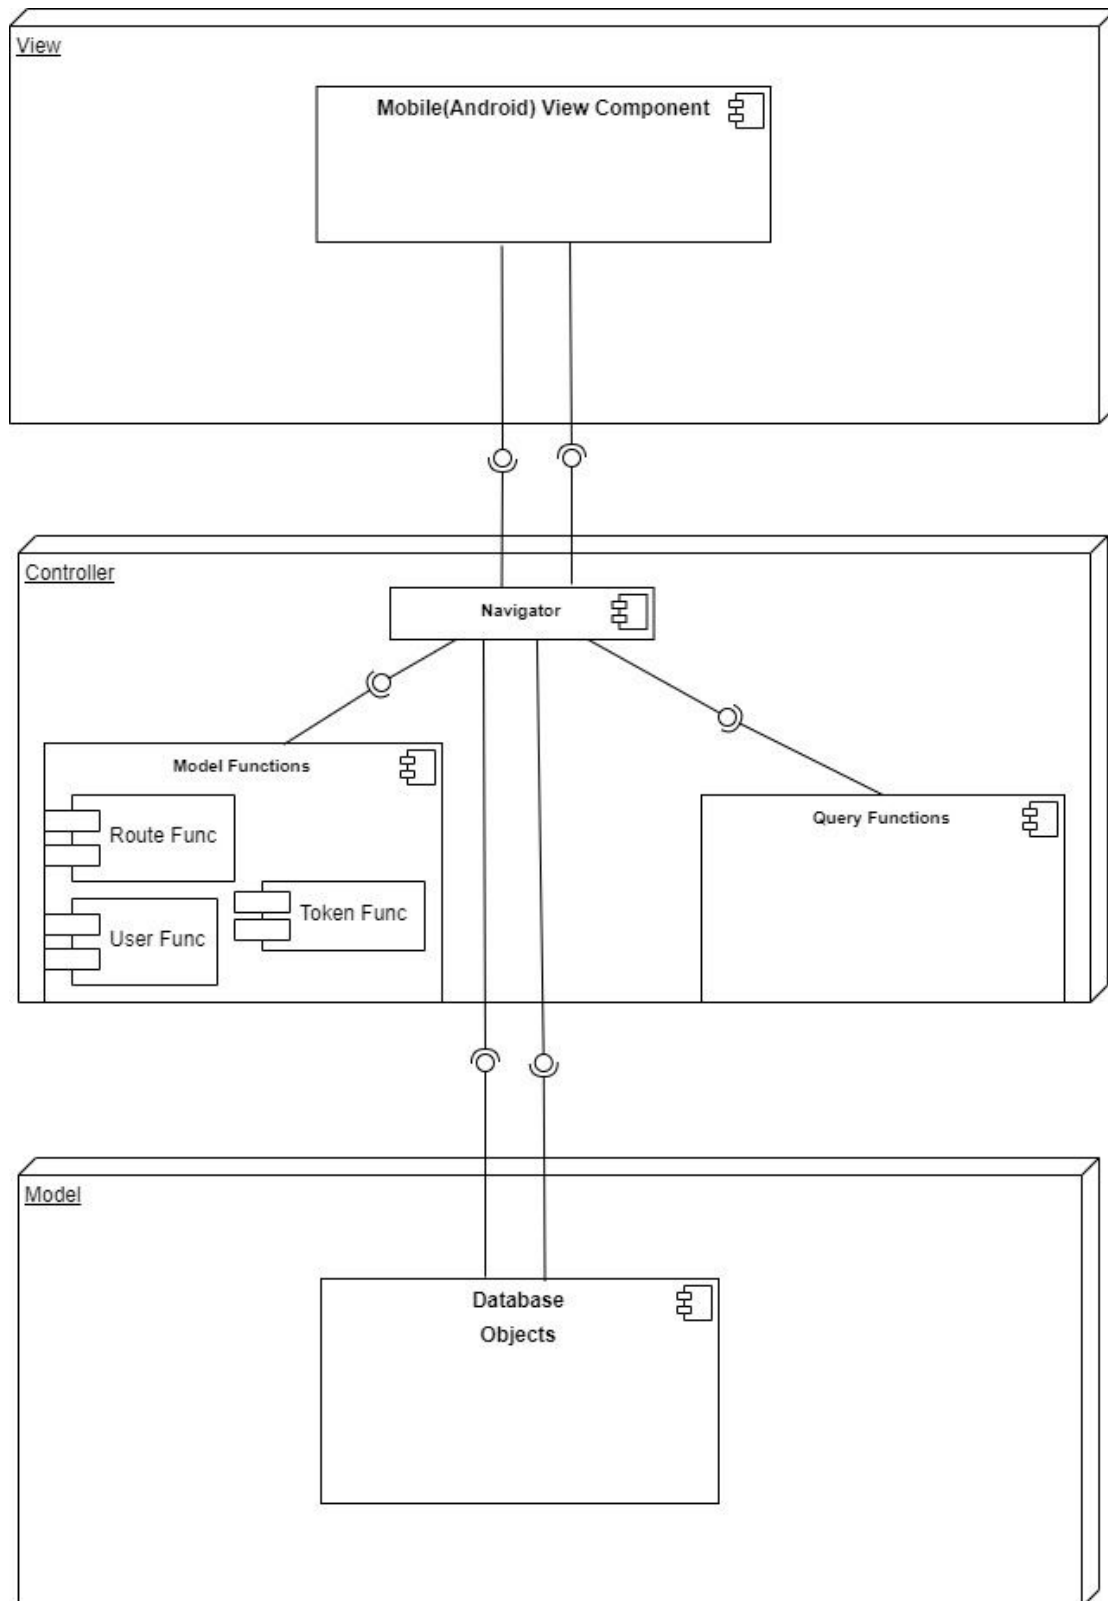 View
Mobile(Android) View Component
Controller
Navigator
Model Functions
Route Func
User Func
Token Func
Query Functions
Model
Database
Objects